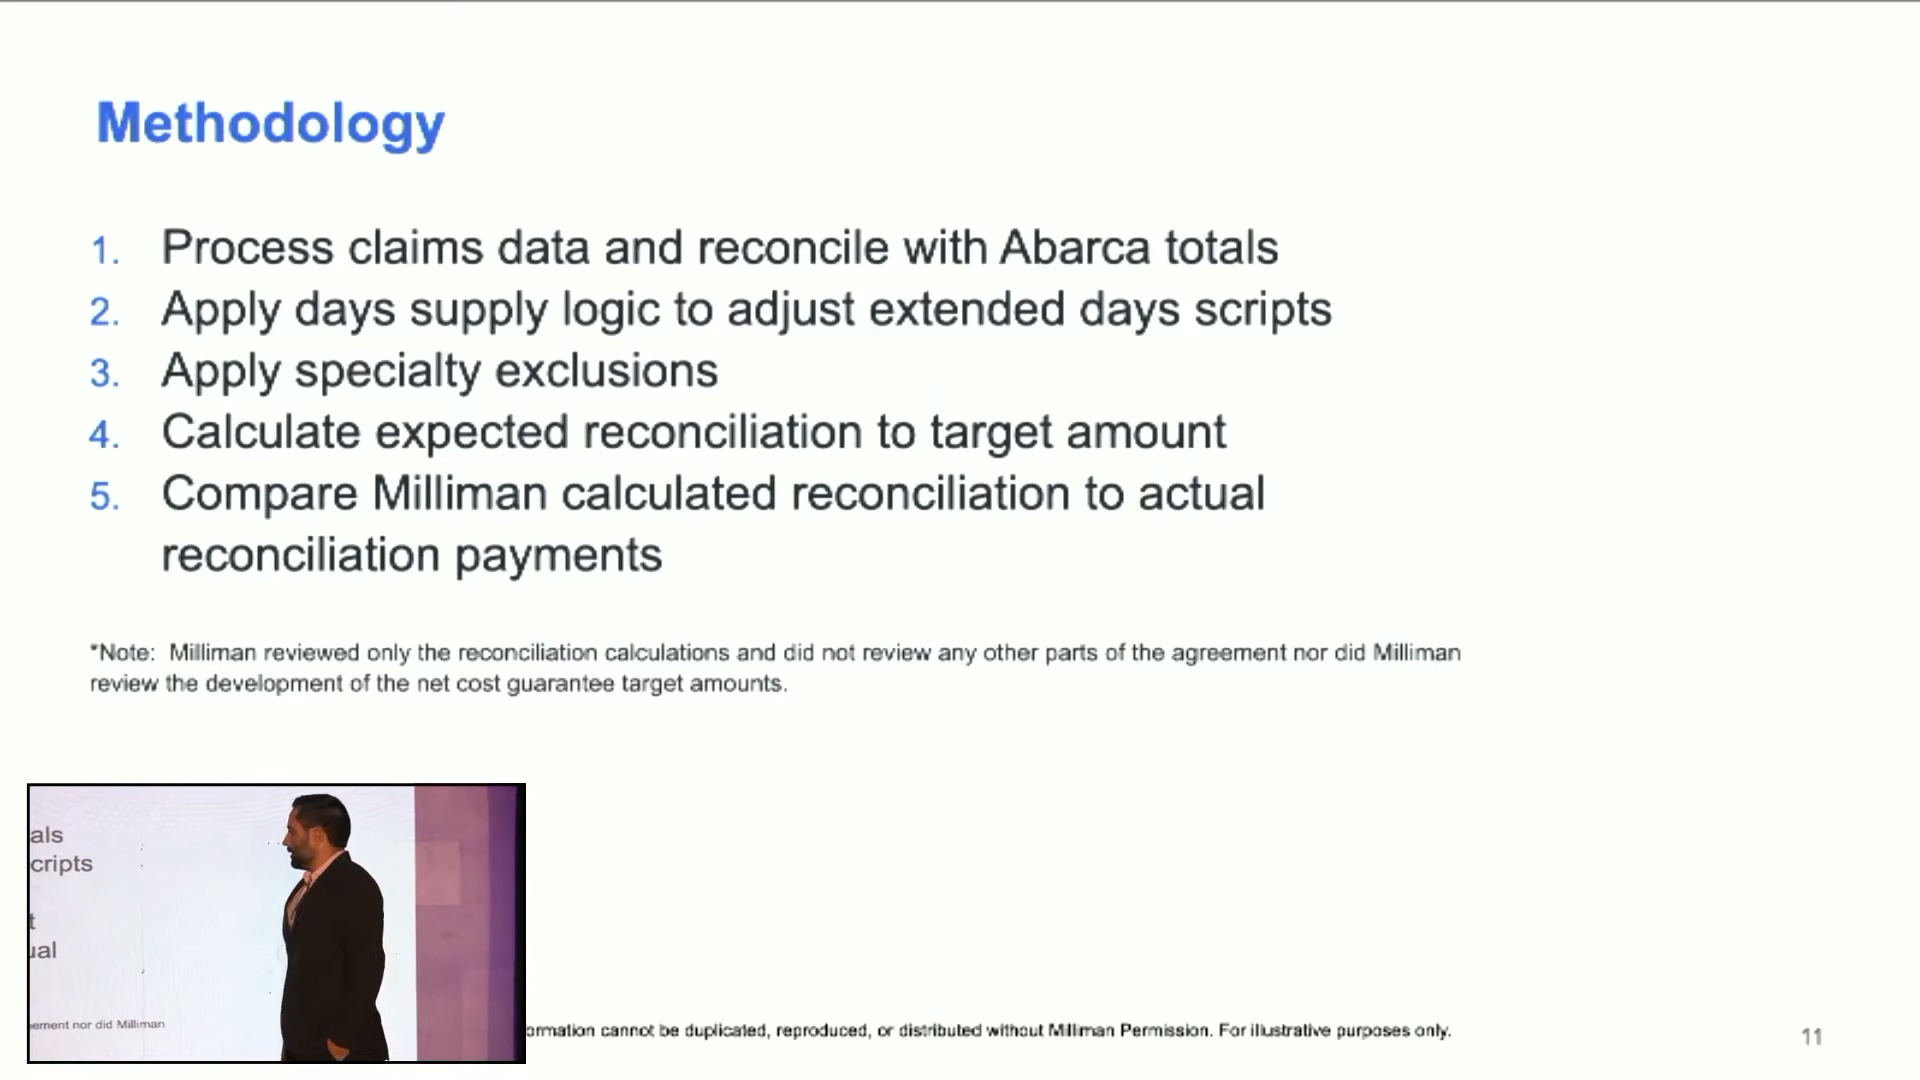 Methodology
1. Process claims data and reconcile with Abarca totals
2. Apply days supply logic to adjust extended days scripts
3. Apply specialty exclusions
4. Calculate expected reconciliation to target amount
5. Compare Milliman calculated reconciliation to actual
reconciliation payments
*Note: Milliman reviewed only the reconciliation calculations and did not review any other parts of the agreement nor did Milliman
review the development of the net cost guarantee target amounts.
als
cripts
t
ual
ement nor did Milliman
ormation cannot be duplicated, reproduced, or distributed without Milliman Permission. For illustrative purposes only.
11